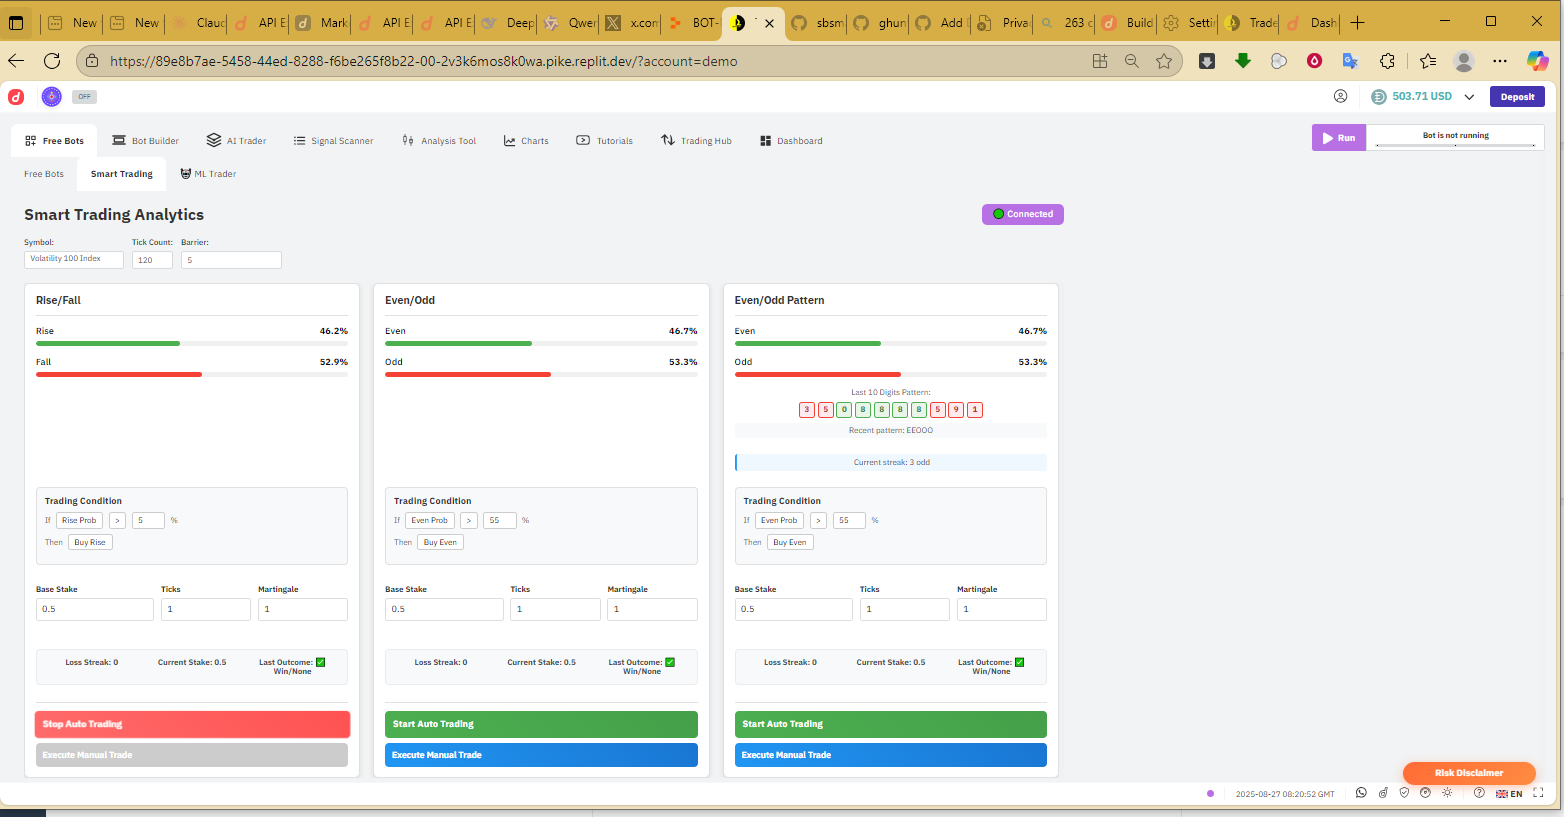 New
New
Clauc
API E
Mark
API E
API E
Deep
Qwer
x.com
BOT-
sbsm
ghun
Add
Priva
263 c
Build
Settin
Trade
Dash
https://89e8b7ae-5458-44ed-8288-f6be265f8b22-00-2v3k6mos8k0wa.pike.replit.dev/?account=demo
OFF
503.71 USD
Deposit
Free Bots
Bot Builder
AI Trader
Signal Scanner
Analysis Tool
Charts
Tutorials
Trading Hub
Dashboard
Run
Bot is not running
Free Bots
Smart Trading
ML Trader
Smart Trading Analytics
Connected
Symbol: Tick Count: Barrier:
Volatility 100 Index 120 5
Rise/Fall
Rise 46.2%
Fall 52.9%
Trading Condition
If Rise Prob > 5 %
Then Buy Rise
Base Stake Ticks Martingale
0.5 1 1
Loss Streak: 0 Current Stake: 0.5 Last Outcome: ✅
Win/None
Stop Auto Trading
Execute Manual Trade
Even/Odd
Even 46.7%
Odd 53.3%
Trading Condition
If Even Prob > 55 %
Then Buy Even
Base Stake Ticks Martingale
0.5 1 1
Loss Streak: 0 Current Stake: 0.5 Last Outcome: ✅
Win/None
Start Auto Trading
Execute Manual Trade
Even/Odd Pattern
Even 46.7%
Odd 53.3%
Last 10 Digits Pattern:
3 5 0 8 8 8 8 5 9 1
Recent pattern: EEOOO
Current streak: 3 odd
Trading Condition
If Even Prob > 55 %
Then Buy Even
Base Stake Ticks Martingale
0.5 1 1
Loss Streak: 0 Current Stake: 0.5 Last Outcome: ✅
Win/None
Start Auto Trading
Execute Manual Trade
Risk Disclaimer
2025-08-27 08:20:52 GMT
EN